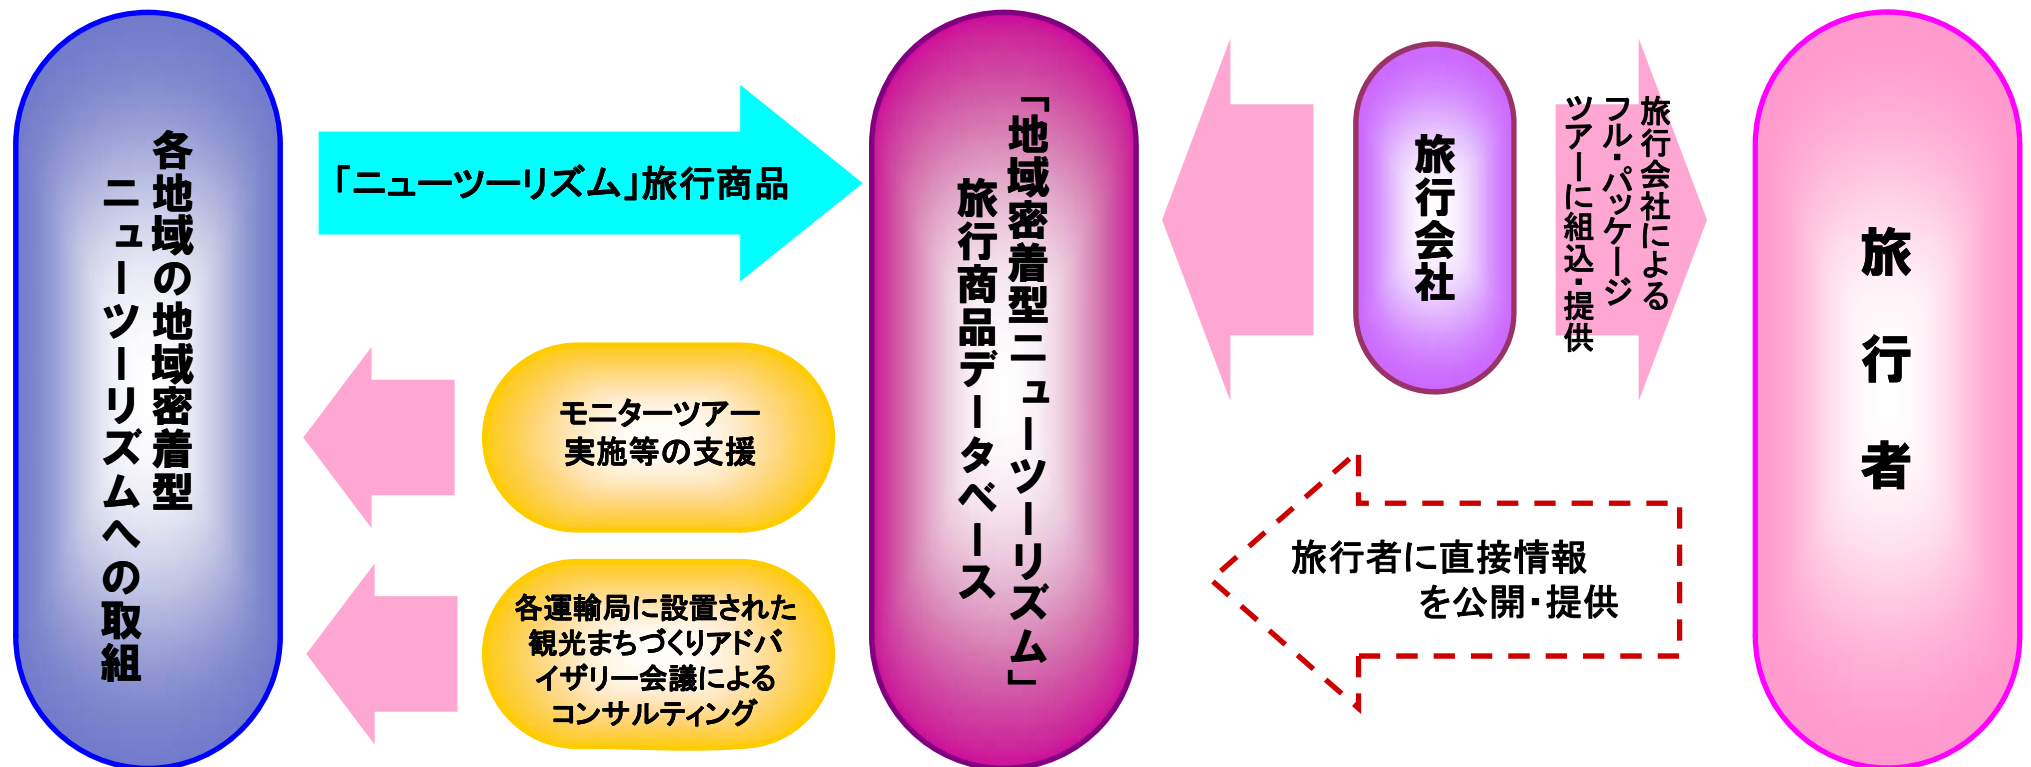 各地域の地域密着型
ニューツーリズムへの取組
「ニューツーリズム」旅行商品
モニターツアー
実施等の支援
各運輸局に設置された
観光まちづくりアドバ
イザリー会議による
コンサルティング
「地域密着型ニューツーリズム」
旅行商品データベース
旅行会社
旅行会社による
フル・パッケージ
ツアーに組込・提供
旅行者に直接情報
を公開・提供
旅行者